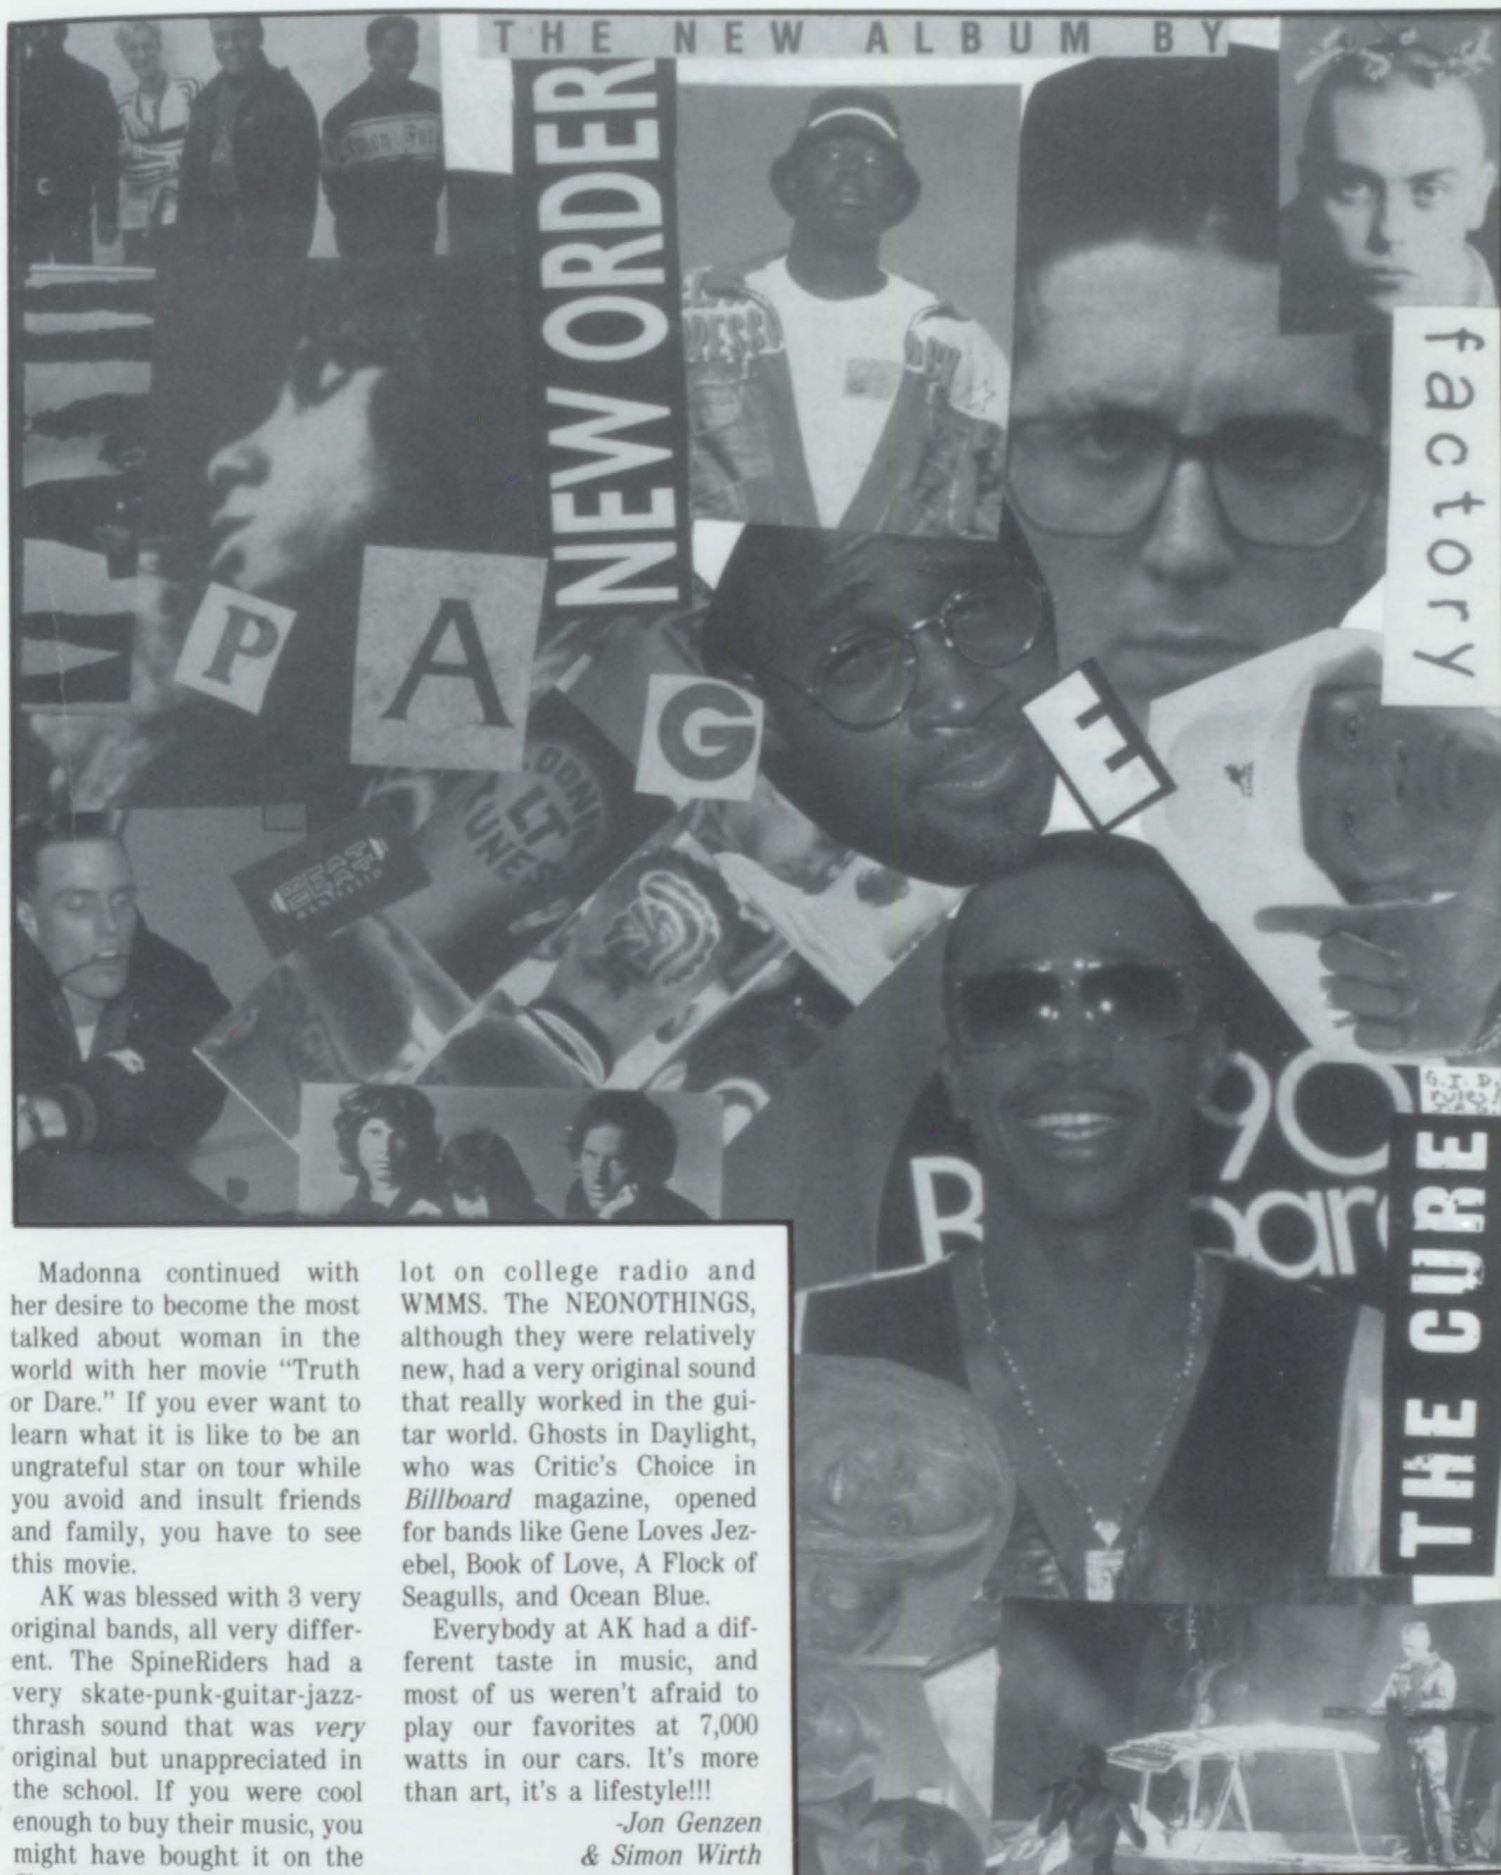 THE NEW ALBUM BY
NEW ORDER
factory
P A G E
LOONEY
LT
TUNES
MEAT
BEAT
MANIFESTO
90
G.I.D.
rules!
THE CURE
Madonna continued with
her desire to become the most
talked about woman in the
world with her movie “Truth
or Dare.” If you ever want to
learn what it is like to be an
ungrateful star on tour while
you avoid and insult friends
and family, you have to see
this movie.
AK was blessed with 3 very
original bands, all very differ-
ent. The SpineRiders had a
very skate-punk-guitar-jazz-
thrash sound that was very
original but unappreciated in
the school. If you were cool
enough to buy their music, you
might have bought it on the
lot on college radio and
WMMS. The NEONOTHINGS,
although they were relatively
new, had a very original sound
that really worked in the gui-
tar world. Ghosts in Daylight,
who was Critic's Choice in
Billboard magazine, opened
for bands like Gene Loves Jez-
ebel, Book of Love, A Flock of
Seagulls, and Ocean Blue.
Everybody at AK had a dif-
ferent taste in music, and
most of us weren't afraid to
play our favorites at 7,000
watts in our cars. It's more
than art, it's a lifestyle!!!
-Jon Genzen
& Simon Wirth